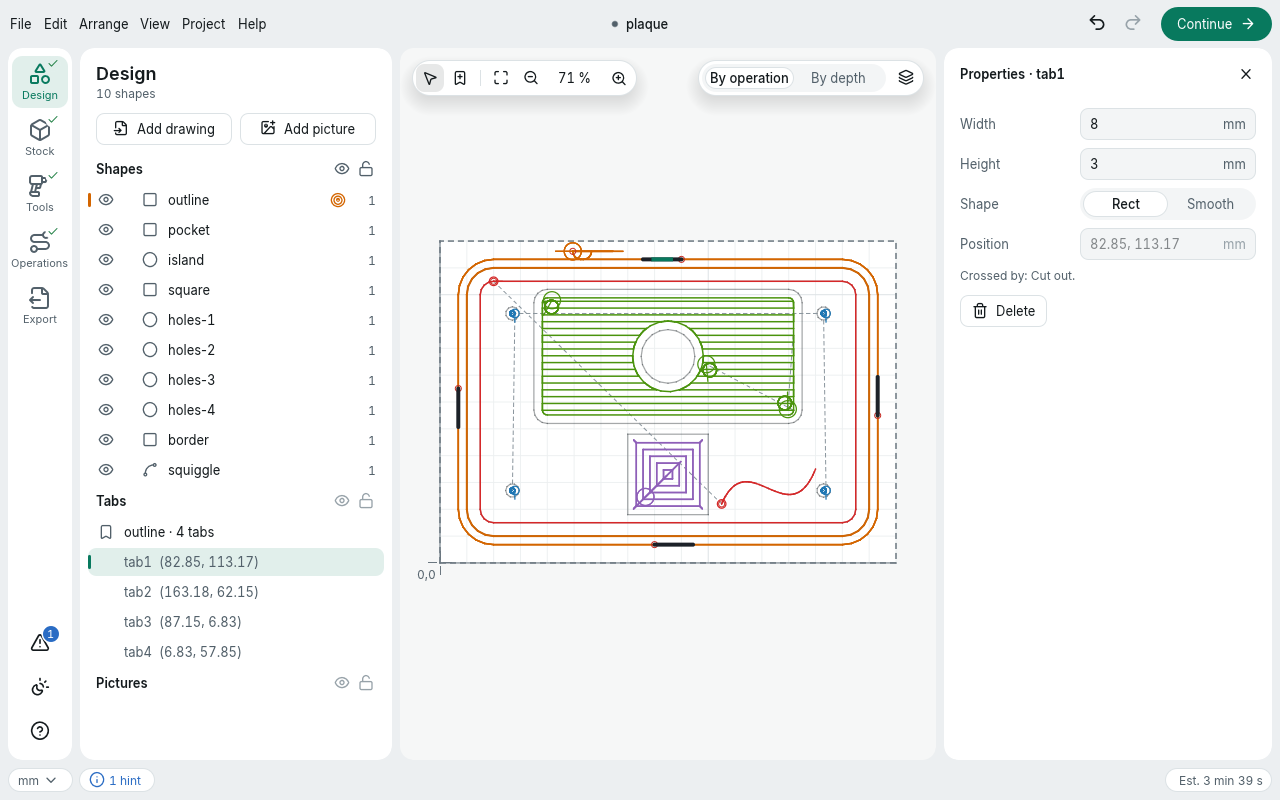 File Edit Arrange View Project Help
plaque
Continue
Design
Stock
Tools
Operations
Export
1
Design
10 shapes
Add drawing
Add picture
Shapes
outline 1
pocket 1
island 1
square 1
holes-1 1
holes-2 1
holes-3 1
holes-4 1
border 1
squiggle 1
Tabs
outline · 4 tabs
tab1 (82.85, 113.17)
tab2 (163.18, 62.15)
tab3 (87.15, 6.83)
tab4 (6.83, 57.85)
Pictures
71 %
By operation By depth
0,0
Properties · tab1
Width 8 mm
Height 3 mm
Shape Rect Smooth
Position 82.85, 113.17 mm
Crossed by: Cut out.
Delete
mm
1 hint
Est. 3 min 39 s